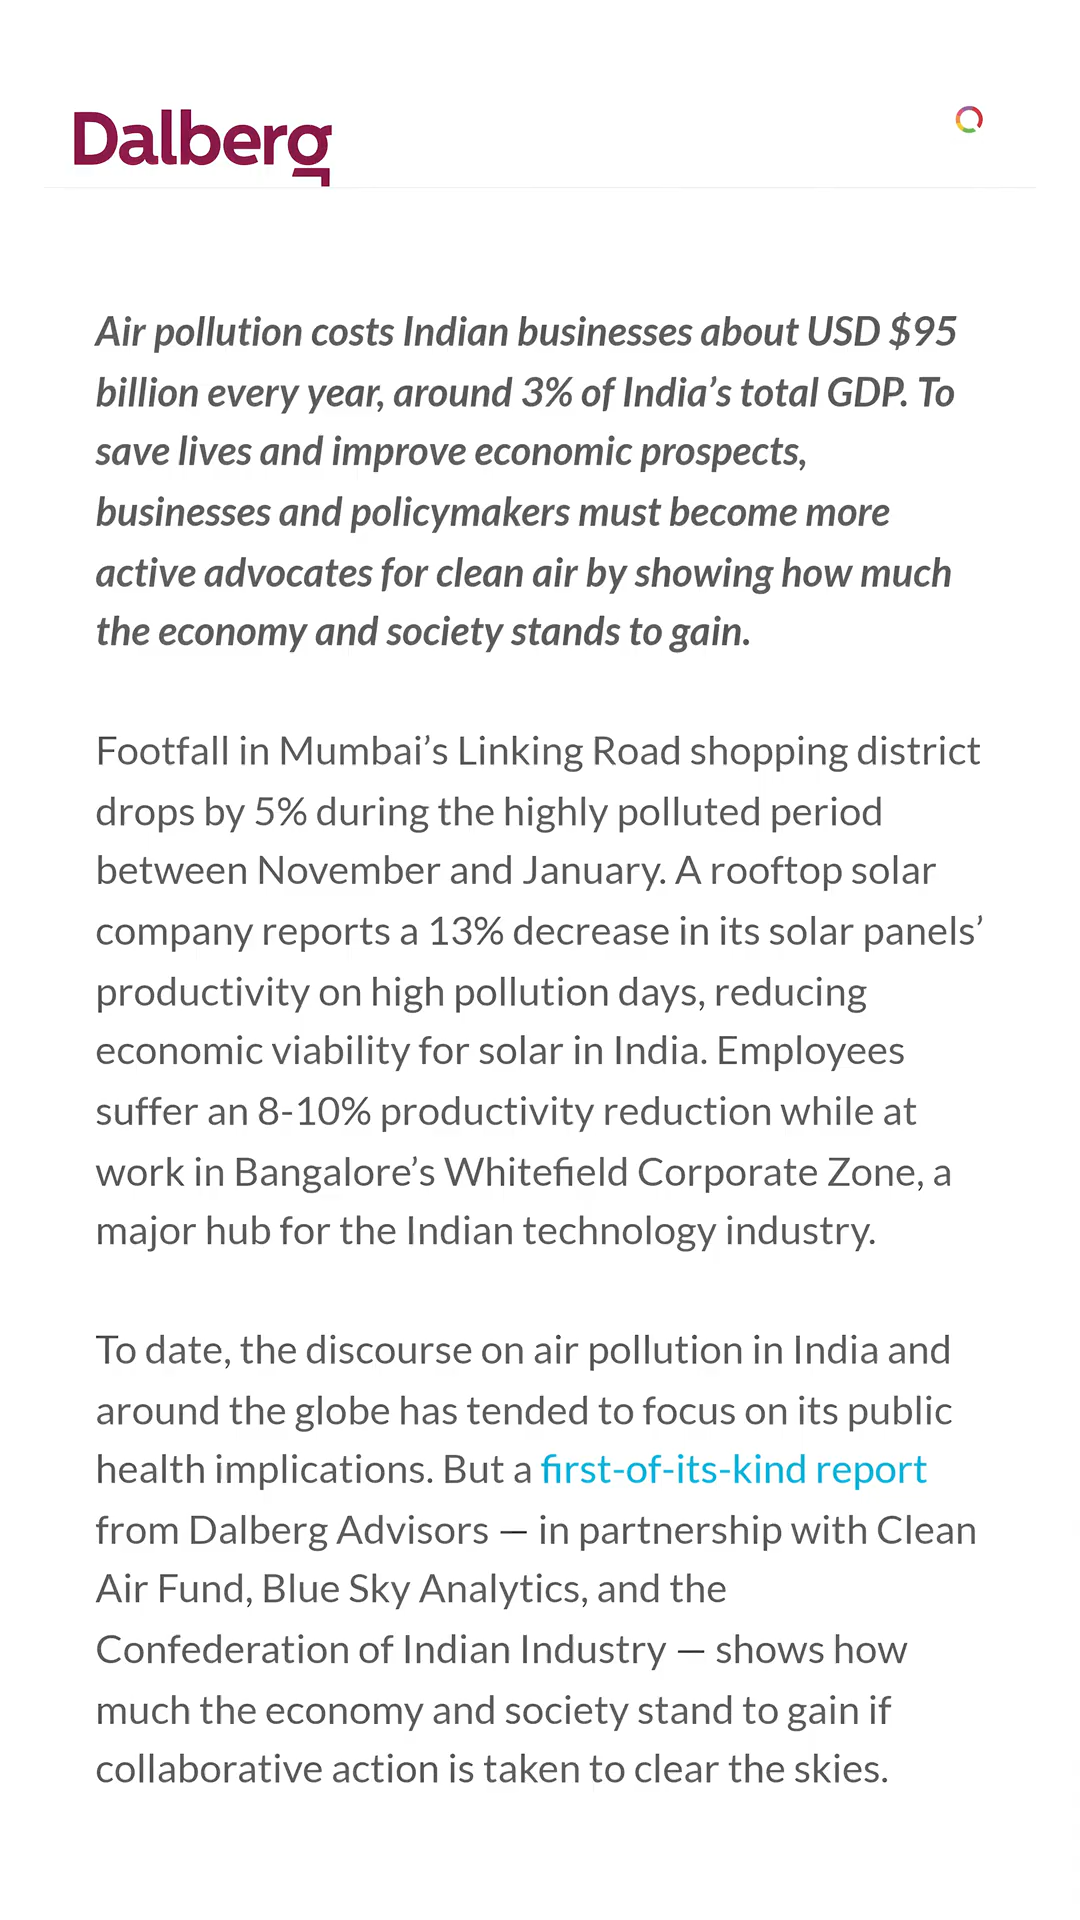 Dalberg
Air pollution costs Indian businesses about USD $95
billion every year, around 3% of India’s total GDP. To
save lives and improve economic prospects,
businesses and policymakers must become more
active advocates for clean air by showing how much
the economy and society stands to gain.
Footfall in Mumbai’s Linking Road shopping district
drops by 5% during the highly polluted period
between November and January. A rooftop solar
company reports a 13% decrease in its solar panels’
productivity on high pollution days, reducing
economic viability for solar in India. Employees
suffer an 8-10% productivity reduction while at
work in Bangalore’s Whitefield Corporate Zone, a
major hub for the Indian technology industry.
To date, the discourse on air pollution in India and
around the globe has tended to focus on its public
health implications. But a first-of-its-kind report
from Dalberg Advisors — in partnership with Clean
Air Fund, Blue Sky Analytics, and the
Confederation of Indian Industry — shows how
much the economy and society stand to gain if
collaborative action is taken to clear the skies.